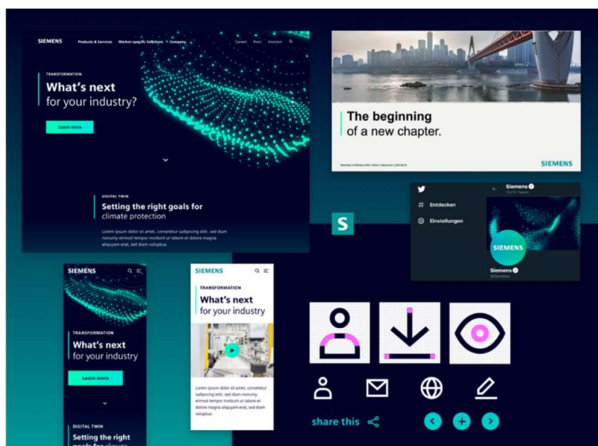 SIEMENS
Products & Services Market-specific Solutions Company Careers Press Investors
TRANSFORMATION
What's next
for your industry?
Learn more
DIGITAL TWIN
Setting the right goals for
climate protection
Lorem ipsum dolor sit amet, consetetur sadipscing elitr, sed diam
nonumy eirmod tempor invidunt ut labore et dolore magna
aliquyam erat, sed diam voluptua.
The beginning
of a new chapter.
SIEMENS
Entdecken
Einstellungen
Siemens
SIEMENS
Siemens
@Siemens
S
SIEMENS
TRANSFORMATION
What's next
for your industry
Learn more
DIGITAL TWIN
Setting the right
goals for climate
SIEMENS
TRANSFORMATION
What's next
for your industry
Lorem ipsum dolor sit amet, consetetur
sadipscing elitr, sed diam nonumy
eirmod tempor invidunt ut labore et
dolore magna aliquyam erat, sed diam
voluptua.
share this